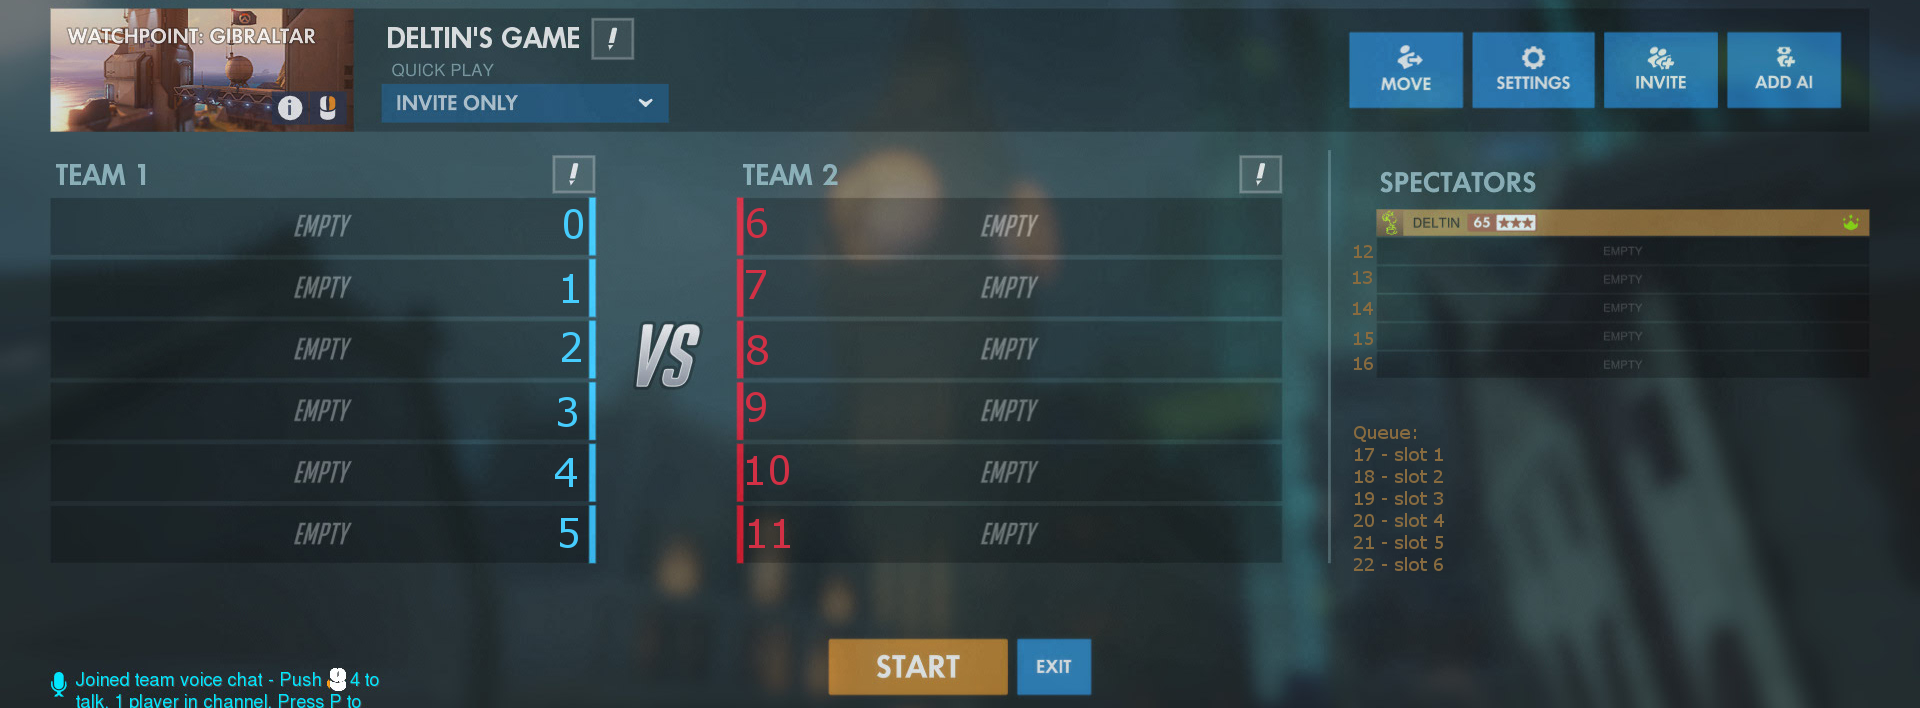 WATCHPOINT: GIBRALTAR
DELTIN'S GAME
QUICK PLAY
INVITE ONLY
MOVE
SETTINGS
INVITE
ADD AI
TEAM 1
EMPTY 0
EMPTY 1
EMPTY 2
EMPTY 3
EMPTY 4
EMPTY 5
VS
TEAM 2
6 EMPTY
7 EMPTY
8 EMPTY
9 EMPTY
10 EMPTY
11 EMPTY
SPECTATORS
DELTIN 65
12 EMPTY
13 EMPTY
14 EMPTY
15 EMPTY
16 EMPTY
Queue:
17 - slot 1
18 - slot 2
19 - slot 3
20 - slot 4
21 - slot 5
22 - slot 6
START
EXIT
Joined team voice chat - Push 4 to
talk. 1 player in channel. Press P to